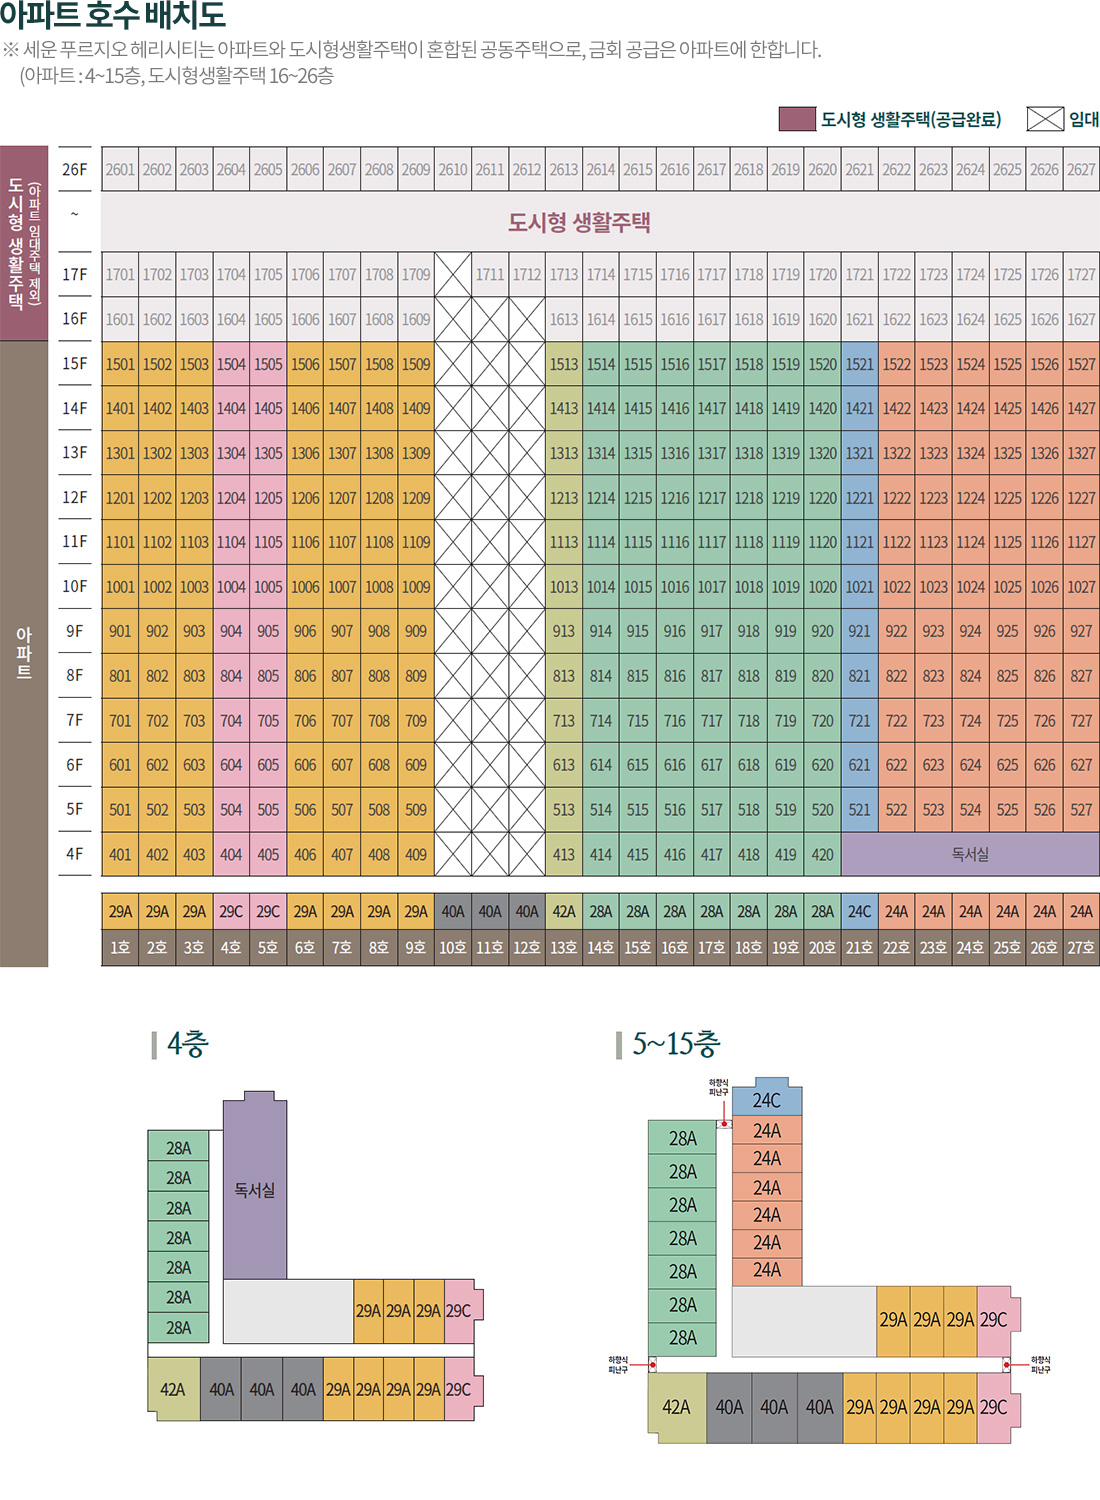 아파트 호수 배치도
※ 세운 푸르지오 헤리시티는 아파트와 도시형생활주택이 혼합된 공동주택으로, 금회 공급은 아파트에 한합니다.
(아파트 : 4~15층, 도시형생활주택 16~26층
도시형 생활주택(공급완료) 임대
도시형 생활주택
(아파트 임대주택 제외)
26F 2601 2602 2603 2604 2605 2606 2607 2608 2609 2610 2611 2612 2613 2614 2615 2616 2617 2618 2619 2620 2621 2622 2623 2624 2625 2626 2627
~ 도시형 생활주택
17F 1701 1702 1703 1704 1705 1706 1707 1708 1709 1711 1712 1713 1714 1715 1716 1717 1718 1719 1720 1721 1722 1723 1724 1725 1726 1727
16F 1601 1602 1603 1604 1605 1606 1607 1608 1609 1613 1614 1615 1616 1617 1618 1619 1620 1621 1622 1623 1624 1625 1626 1627
아파트
15F 1501 1502 1503 1504 1505 1506 1507 1508 1509 1513 1514 1515 1516 1517 1518 1519 1520 1521 1522 1523 1524 1525 1526 1527
14F 1401 1402 1403 1404 1405 1406 1407 1408 1409 1413 1414 1415 1416 1417 1418 1419 1420 1421 1422 1423 1424 1425 1426 1427
13F 1301 1302 1303 1304 1305 1306 1307 1308 1309 1313 1314 1315 1316 1317 1318 1319 1320 1321 1322 1323 1324 1325 1326 1327
12F 1201 1202 1203 1204 1205 1206 1207 1208 1209 1213 1214 1215 1216 1217 1218 1219 1220 1221 1222 1223 1224 1225 1226 1227
11F 1101 1102 1103 1104 1105 1106 1107 1108 1109 1113 1114 1115 1116 1117 1118 1119 1120 1121 1122 1123 1124 1125 1126 1127
10F 1001 1002 1003 1004 1005 1006 1007 1008 1009 1013 1014 1015 1016 1017 1018 1019 1020 1021 1022 1023 1024 1025 1026 1027
9F 901 902 903 904 905 906 907 908 909 913 914 915 916 917 918 919 920 921 922 923 924 925 926 927
8F 801 802 803 804 805 806 807 808 809 813 814 815 816 817 818 819 820 821 822 823 824 825 826 827
7F 701 702 703 704 705 706 707 708 709 713 714 715 716 717 718 719 720 721 722 723 724 725 726 727
6F 601 602 603 604 605 606 607 608 609 613 614 615 616 617 618 619 620 621 622 623 624 625 626 627
5F 501 502 503 504 505 506 507 508 509 513 514 515 516 517 518 519 520 521 522 523 524 525 526 527
4F 401 402 403 404 405 406 407 408 409 413 414 415 416 417 418 419 420 독서실
29A 29A 29A 29C 29C 29A 29A 29A 29A 40A 40A 40A 42A 28A 28A 28A 28A 28A 28A 28A 24C 24A 24A 24A 24A 24A 24A
1호 2호 3호 4호 5호 6호 7호 8호 9호 10호 11호 12호 13호 14호 15호 16호 17호 18호 19호 20호 21호 22호 23호 24호 25호 26호 27호
4층
28A
28A
28A
28A
28A
28A
28A
독서실
29A 29A 29A 29C
42A 40A 40A 40A 29A 29A 29A 29A 29C
5~15층
하향식
피난구
24C
24A
24A
24A
24A
24A
24A
28A
28A
28A
28A
28A
28A
28A
29A 29A 29A 29C
하향식
피난구
하향식
피난구
42A 40A 40A 40A 29A 29A 29A 29A 29C